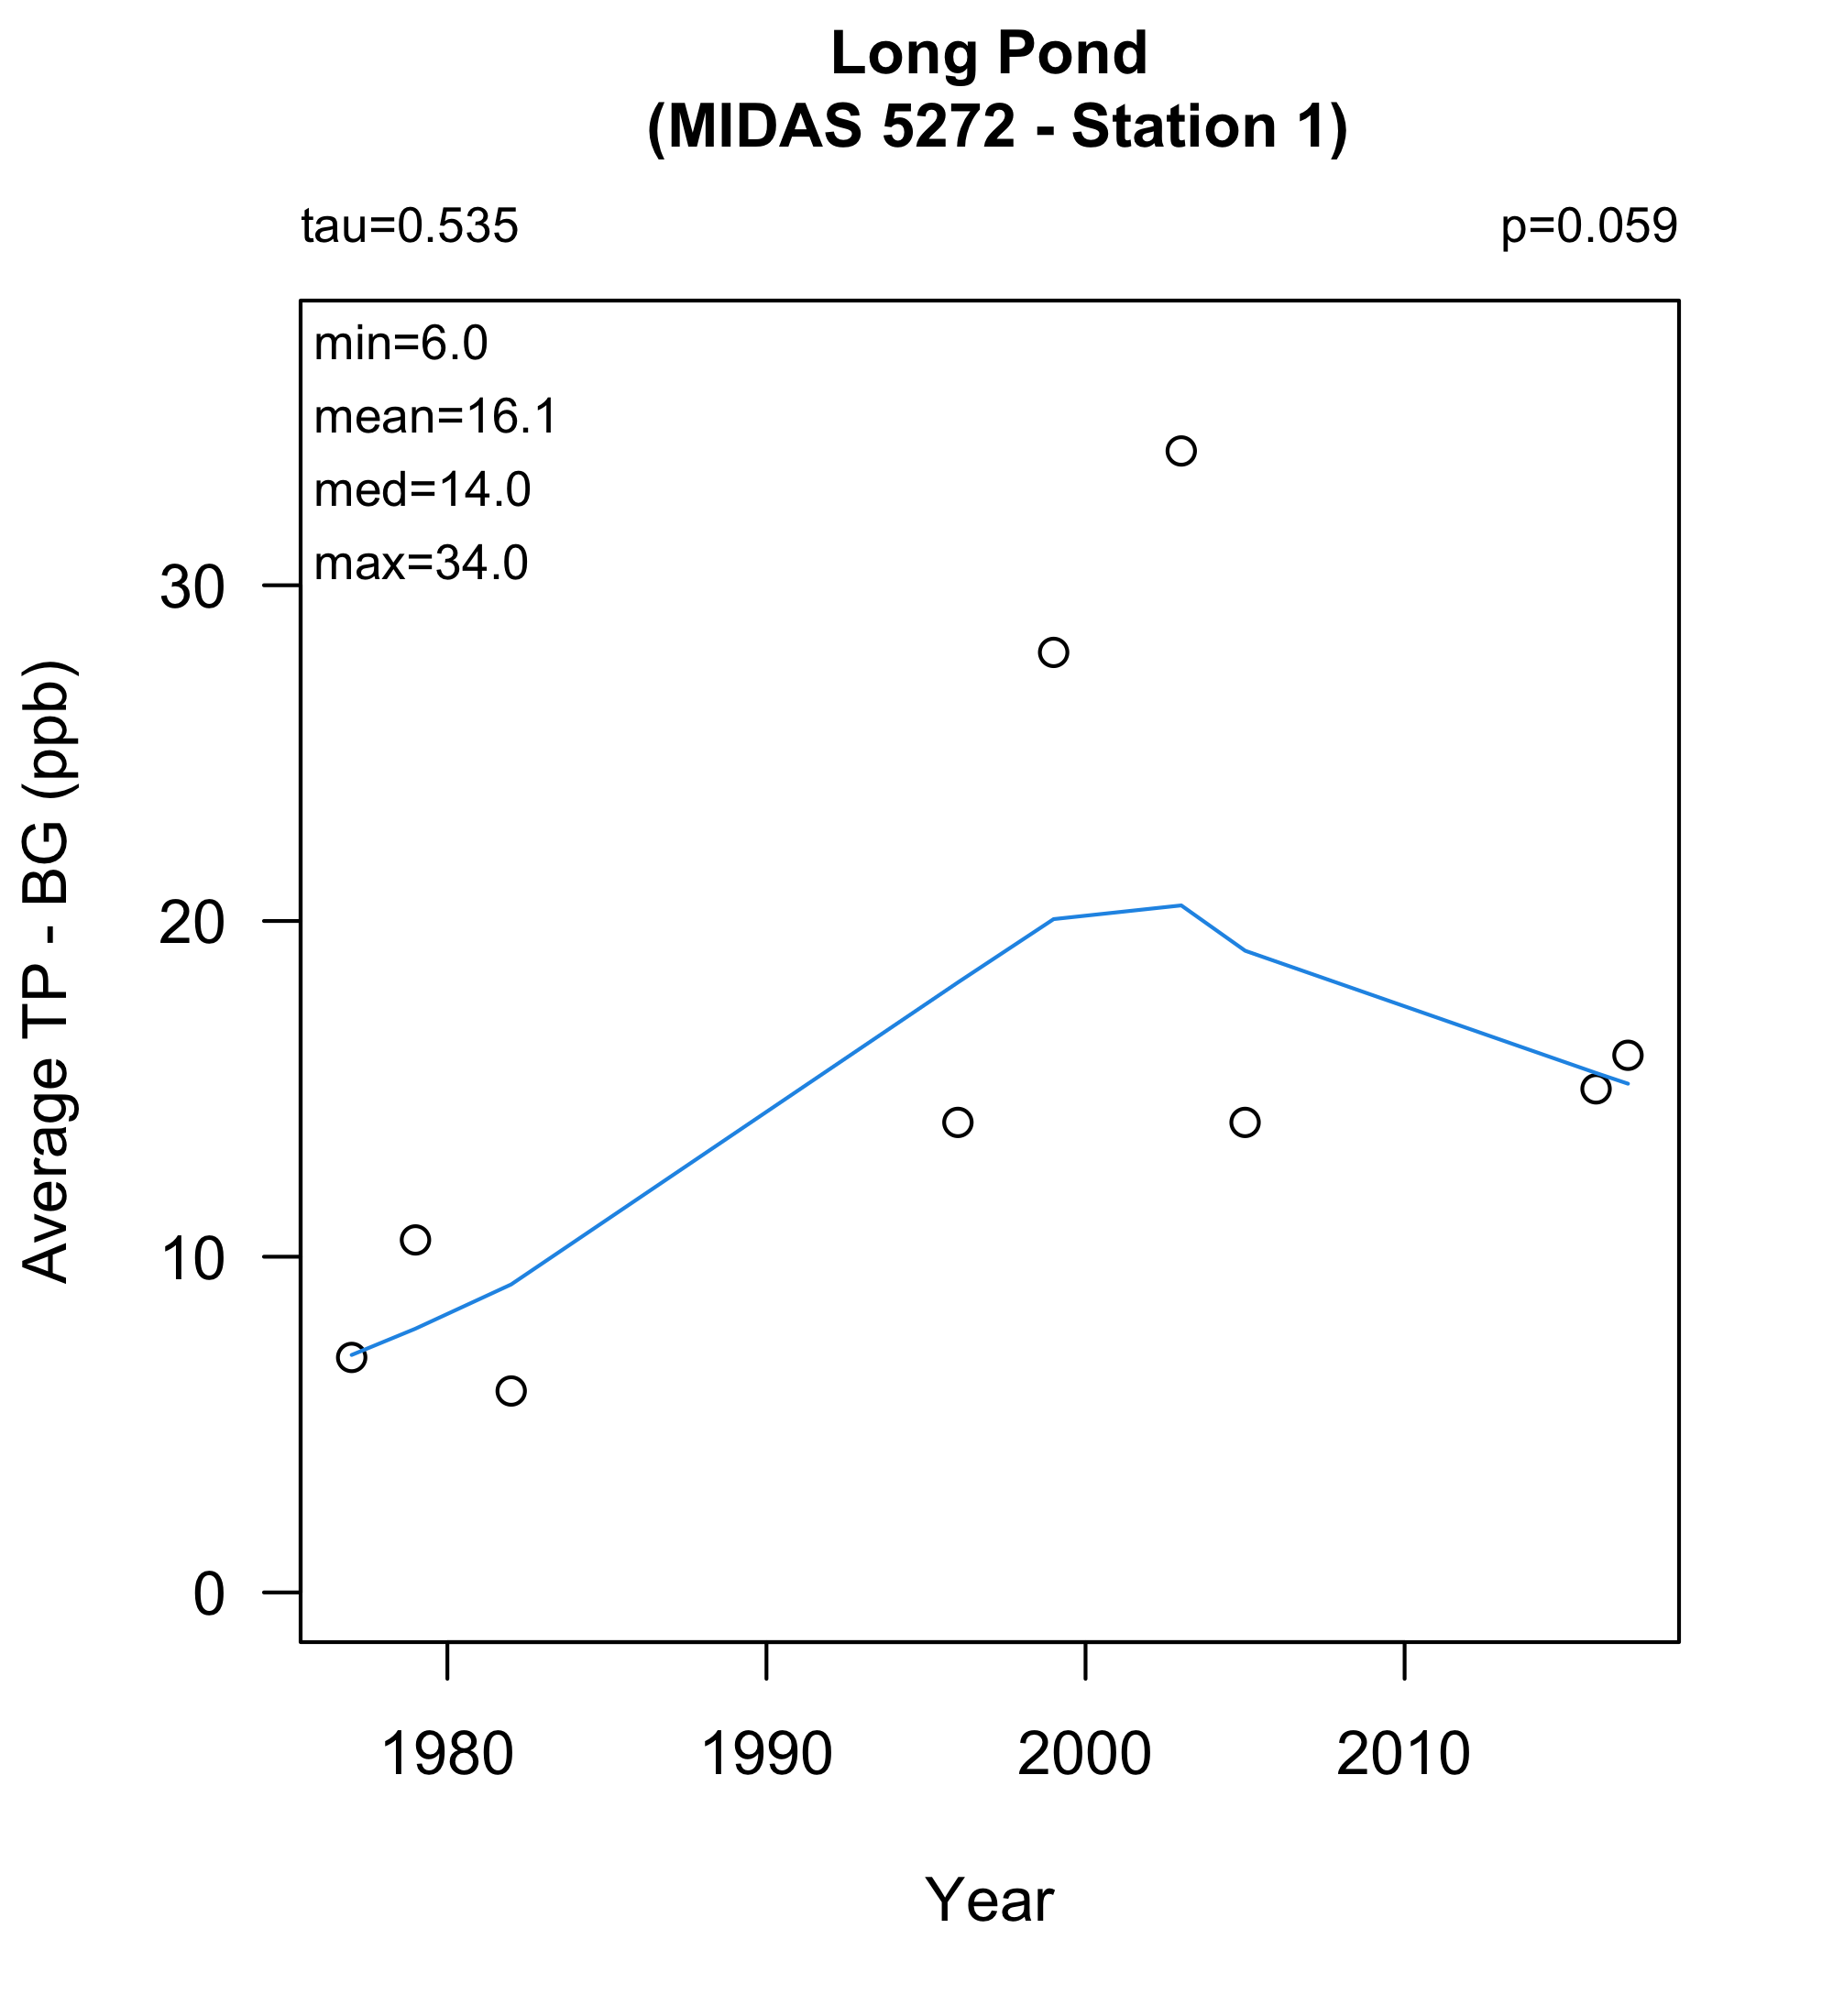 Long Pond
(MIDAS 5272 - Station 1)
tau=0.535
p=0.059
min=6.0
mean=16.1
med=14.0
max=34.0
30
20
10
0
Average TP - BG (ppb)
1980
1990
2000
2010
Year